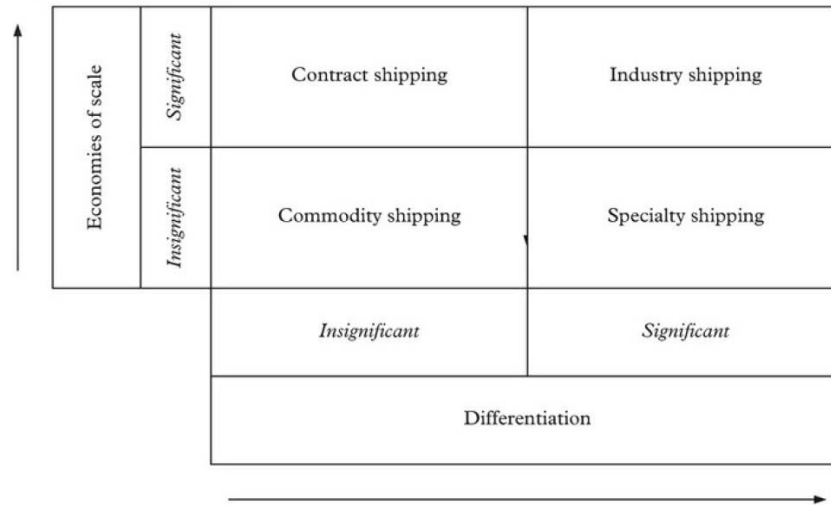 Economies of scale
Significant
Contract shipping
Industry shipping
Insignificant
Commodity shipping
Specialty shipping
Insignificant
Significant
Differentiation